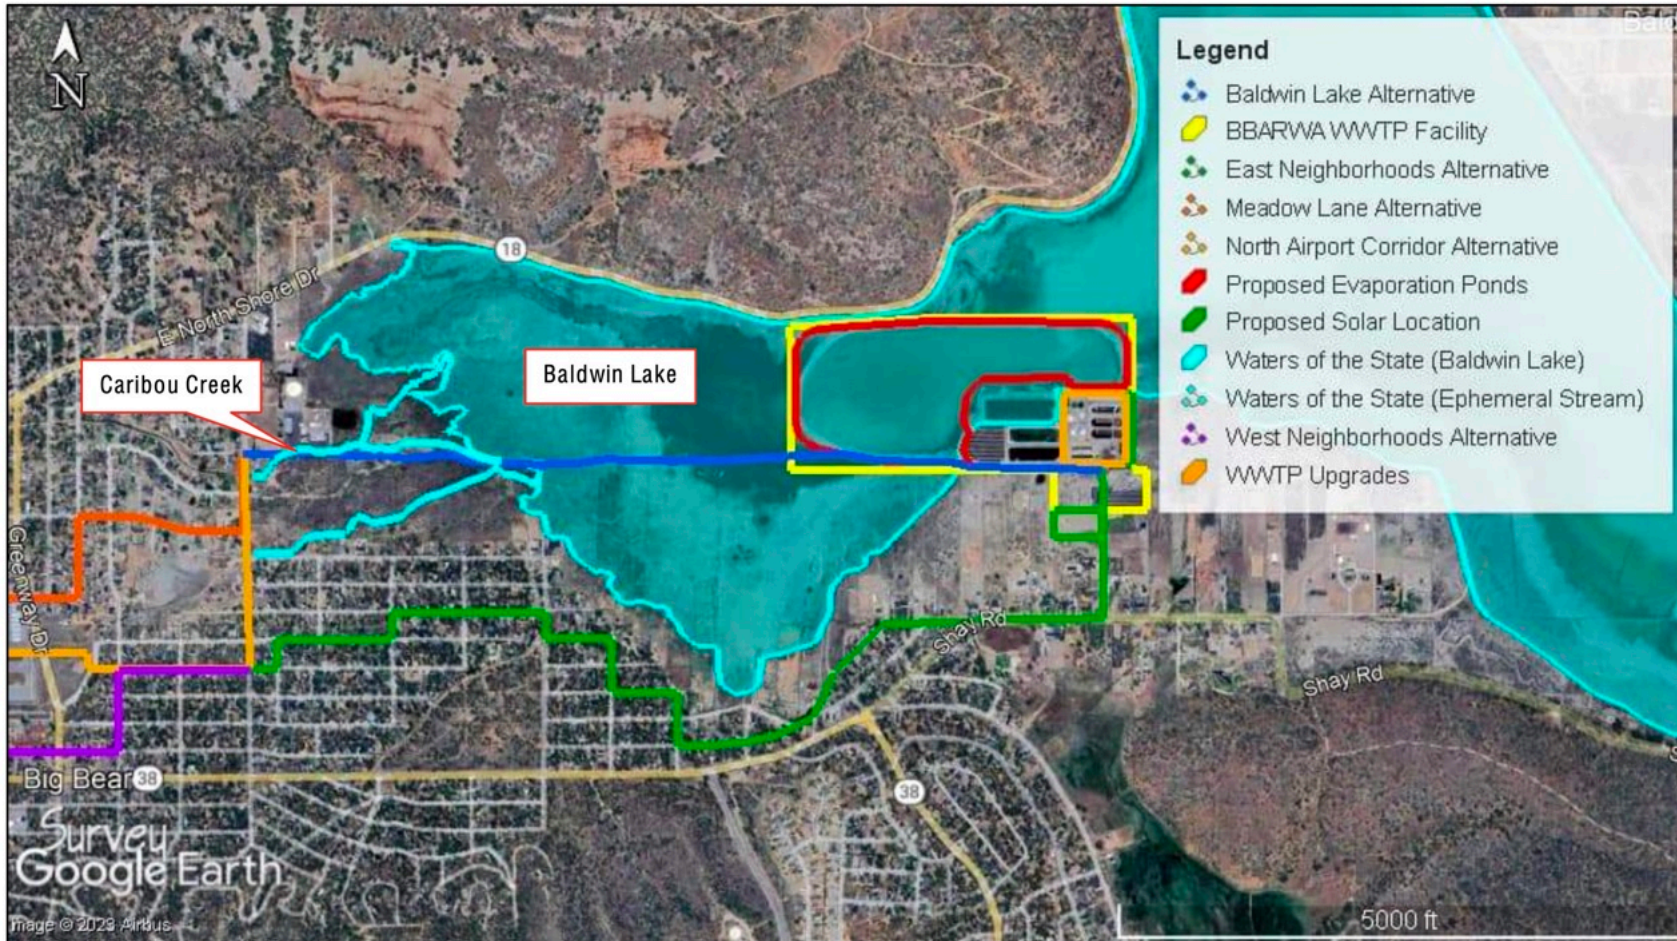 Bald
Legend
N
Baldwin Lake Alternative
BBARWA WWTP Facility
East Neighborhoods Alternative
Meadow Lane Alternative
North Airport Corridor Alternative
18
Proposed Evaporation Ponds
E North Shore Dr
Proposed Solar Location
Waters of the State (Baldwin Lake)
Caribou Creek
Baldwin Lake
Waters of the State (Ephemeral Stream)
West Neighborhoods Alternative
WWTP Upgrades
Greenway Dr
Shay Rd
Shay Rd
Big Bear 38
38
Survey
Google Earth
Image © 2023 Airbus
5000 ft